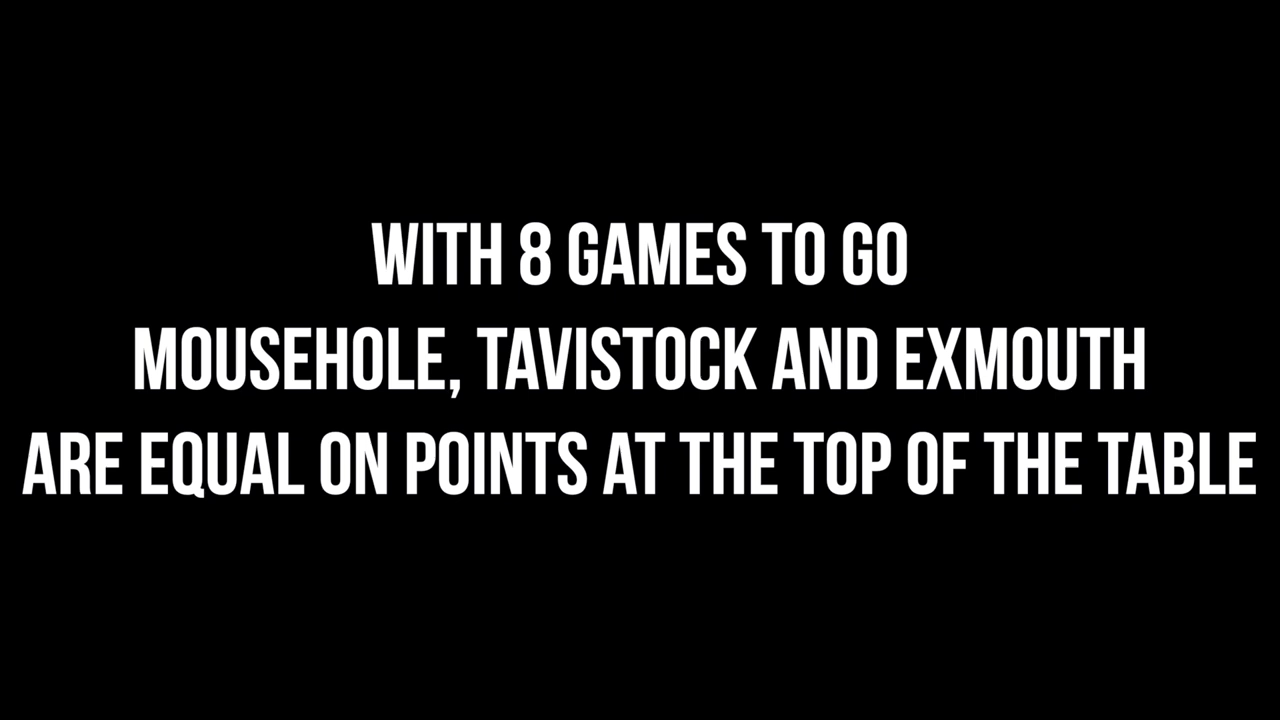 WITH 8 GAMES TO GO
MOUSEHOLE, TAVISTOCK AND EXMOUTH
ARE EQUAL ON POINTS AT THE TOP OF THE TABLE